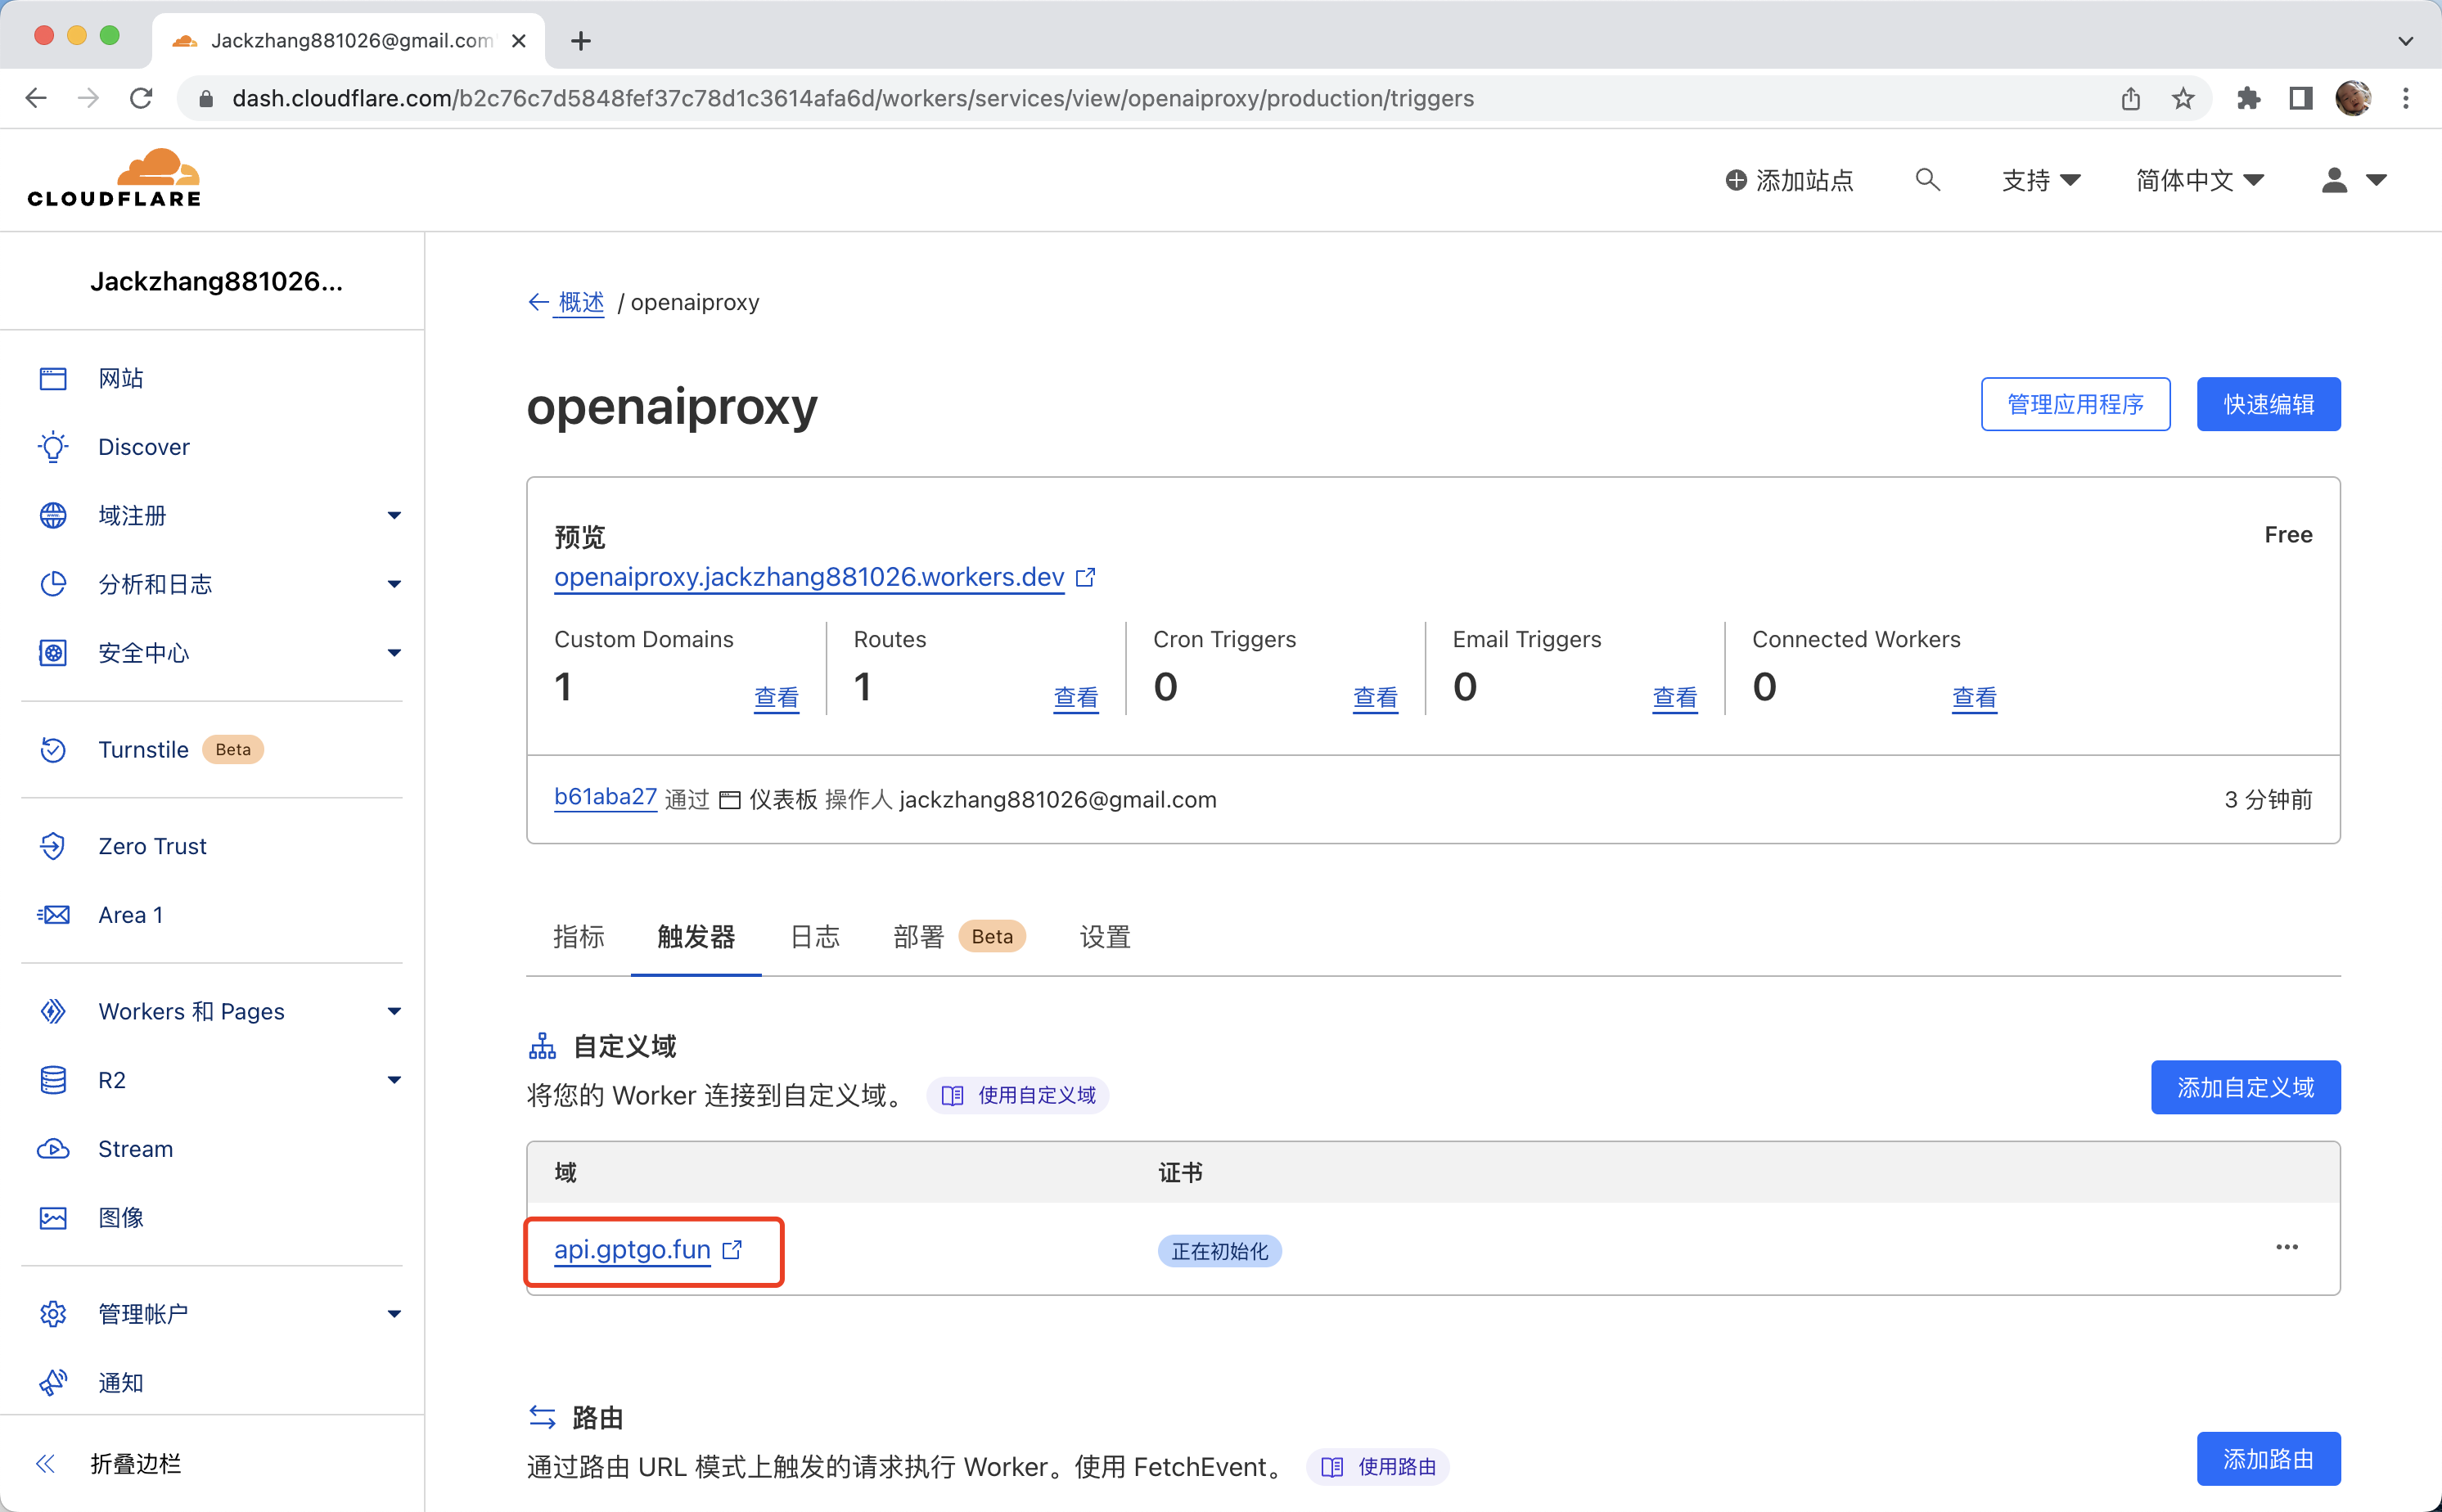 Jackzhang881026@gmail.com'
dash.cloudflare.com/b2c76c7d5848fef37c78d1c3614afa6d/workers/services/view/openaiproxy/production/triggers
CLOUDFLARE
添加站点
支持
简体中文
Jackzhang881026...
网站
Discover
域注册
分析和日志
安全中心
Turnstile Beta
Zero Trust
Area 1
Workers 和 Pages
R2
Stream
图像
管理帐户
通知
折叠边栏
概述 / openaiproxy
openaiproxy
管理应用程序
快速编辑
预览
Free
openaiproxy.jackzhang881026.workers.dev
Custom Domains
1
查看
Routes
1
查看
Cron Triggers
0
查看
Email Triggers
0
查看
Connected Workers
0
查看
b61aba27 通过 仪表板 操作人 jackzhang881026@gmail.com
3 分钟前
指标
触发器
日志
部署 Beta
设置
自定义域
将您的 Worker 连接到自定义域。 使用自定义域
添加自定义域
域
证书
api.gptgo.fun
正在初始化
路由
通过路由 URL 模式上触发的请求执行 Worker。使用 FetchEvent。 使用路由
添加路由